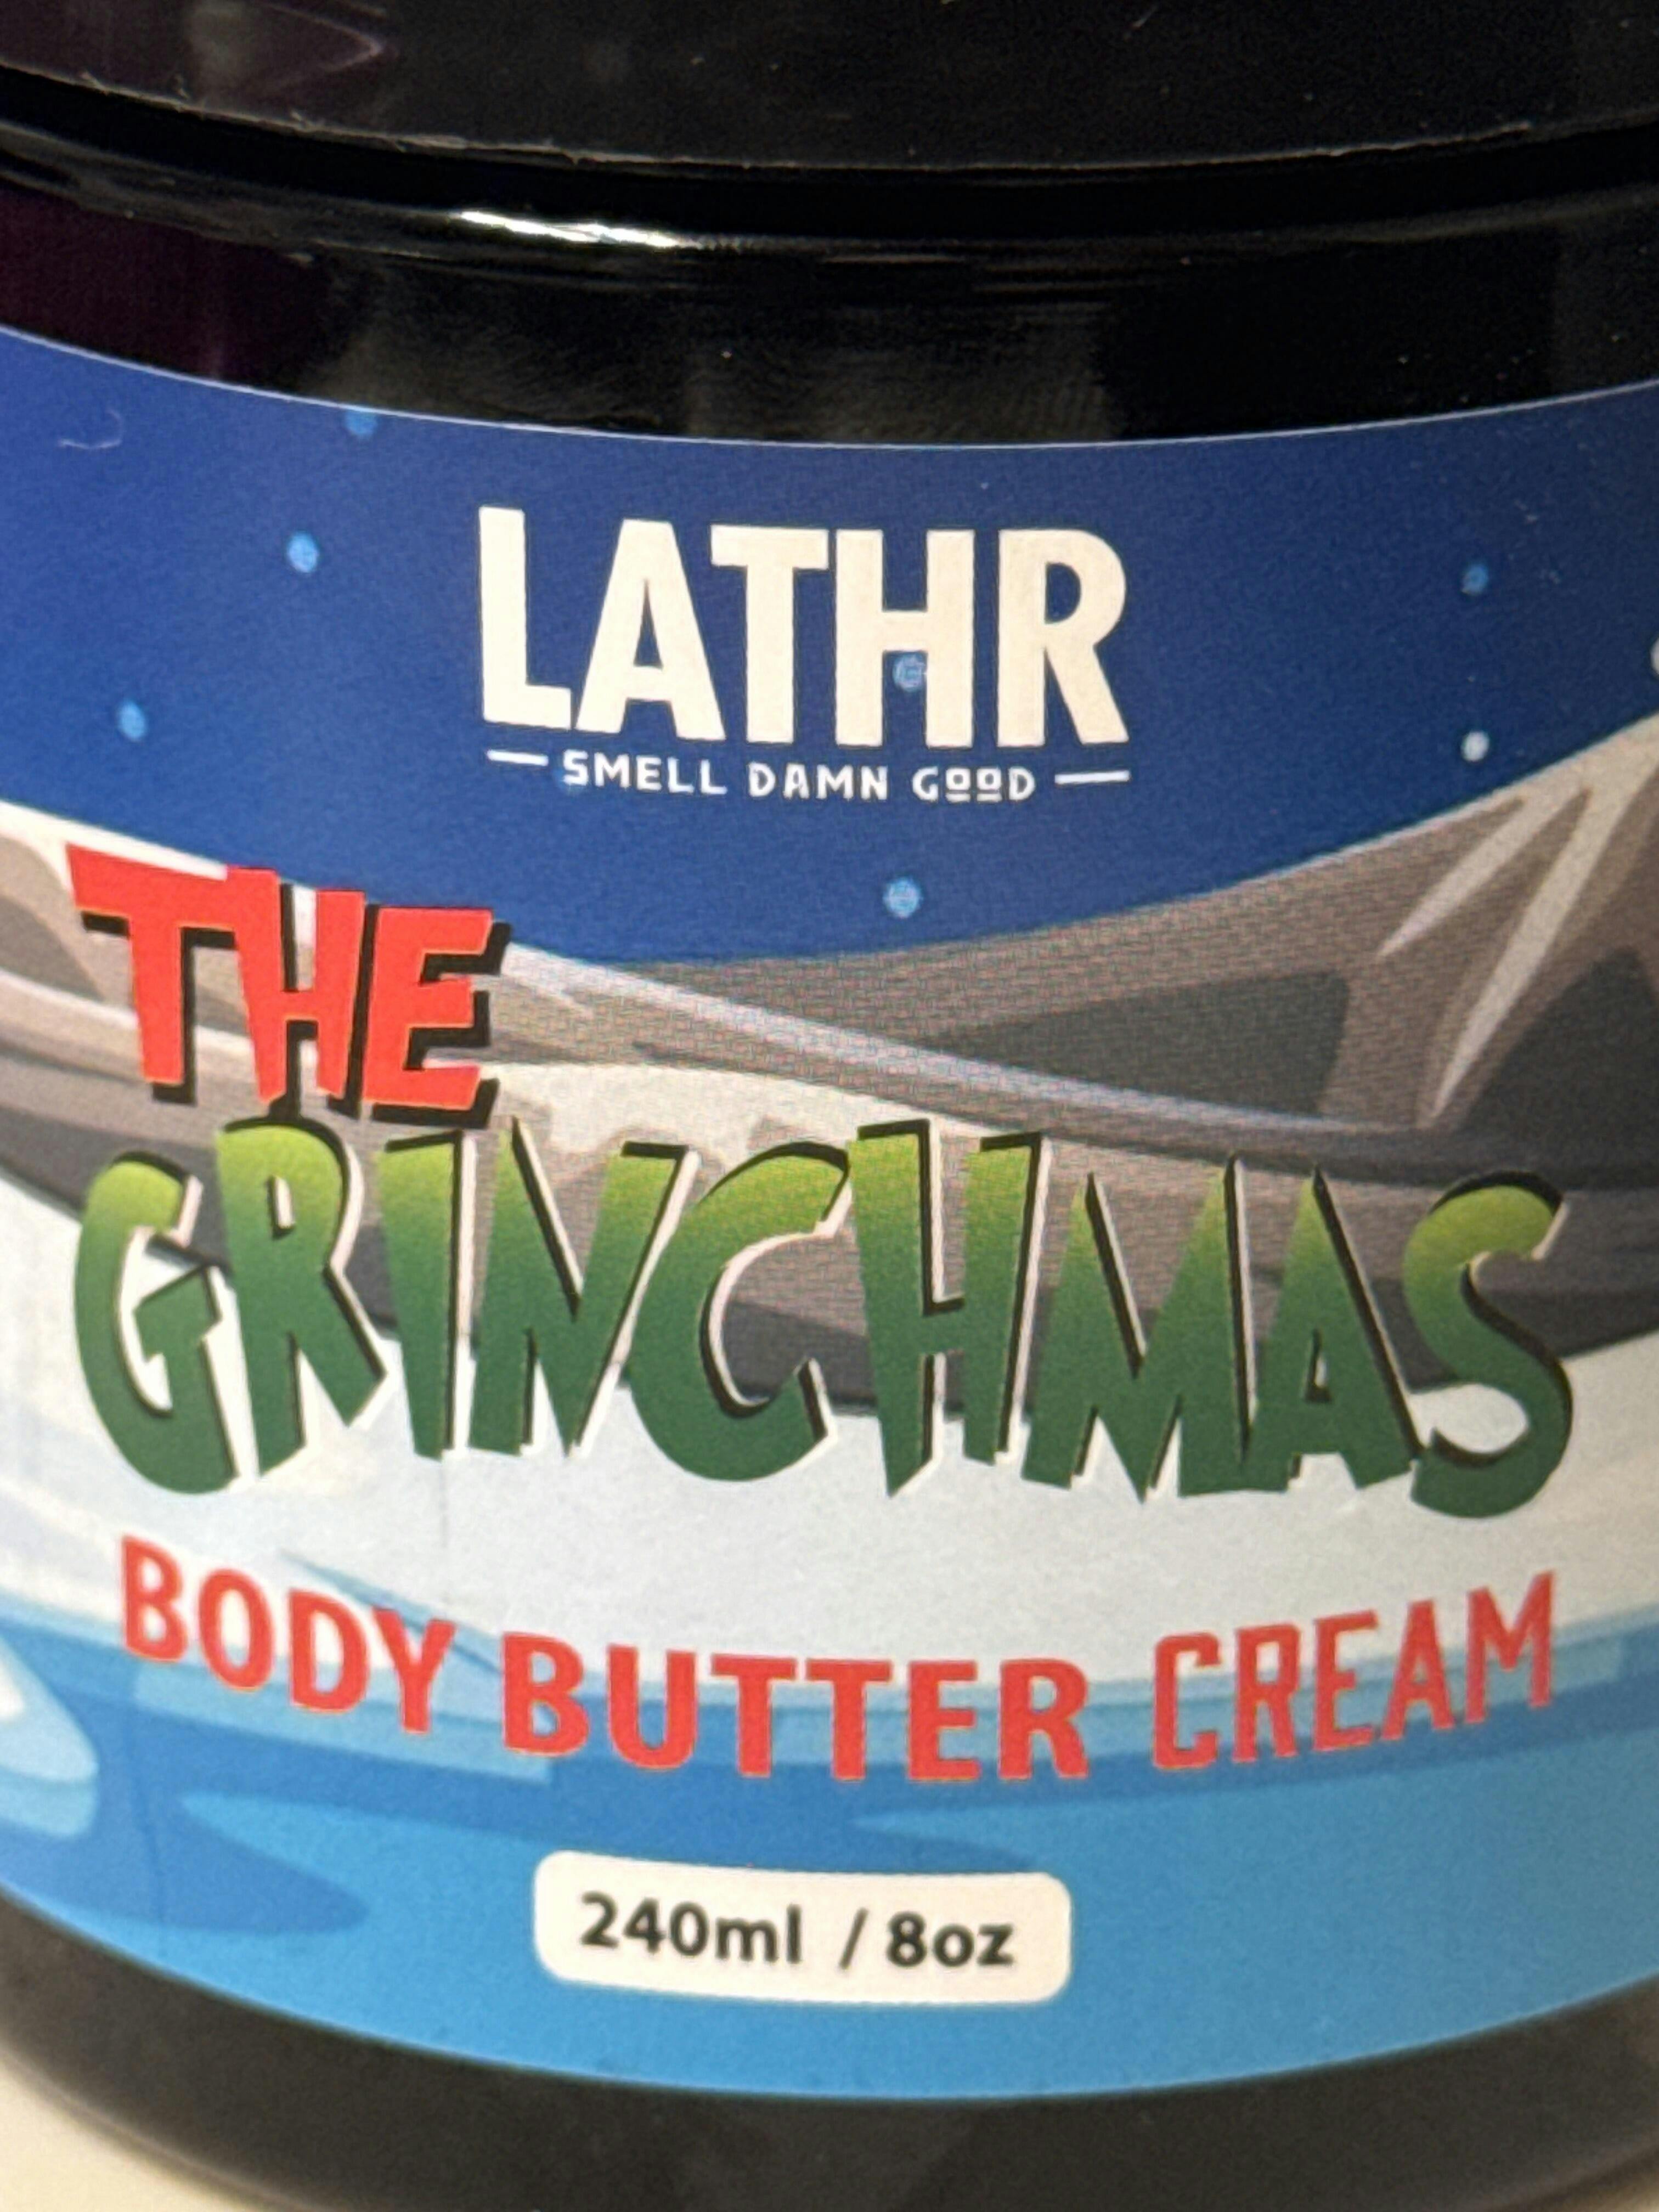 LATHR
SMELL DAMN GOOD
THE
GRINCHMAS
BODY BUTTER CREAM
240ml / 8oz